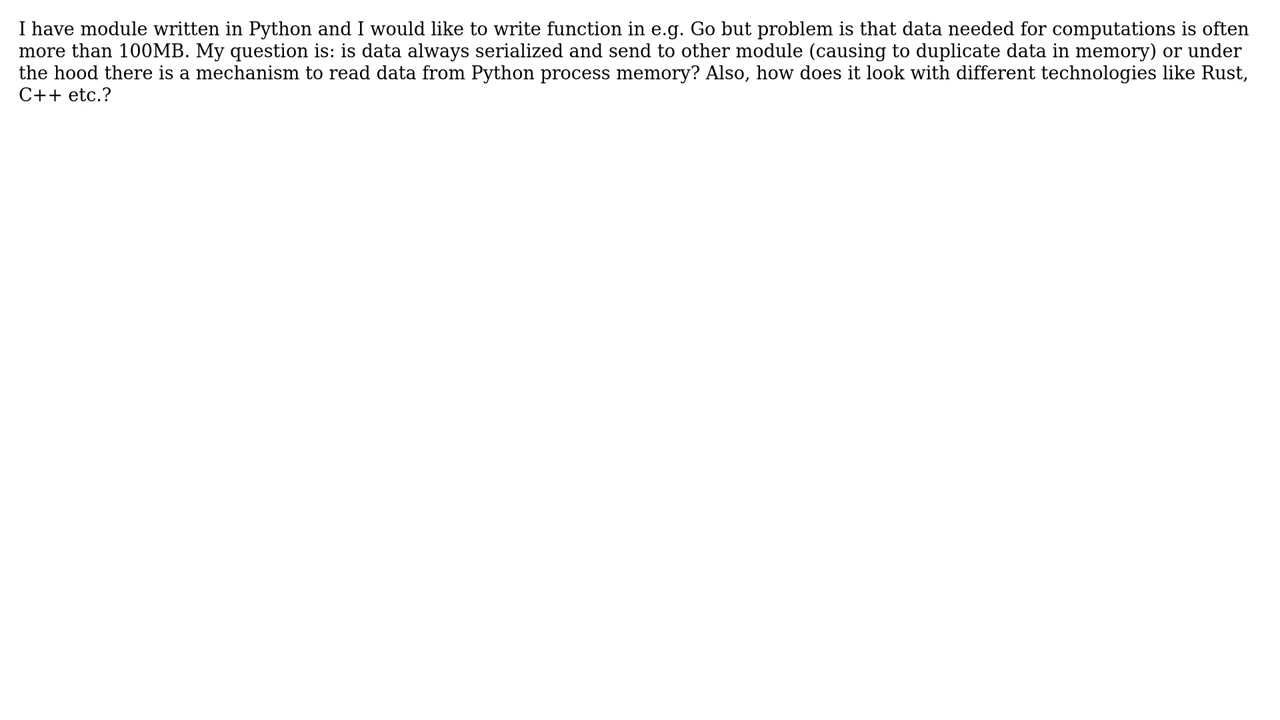 I have module written in Python and I would like to write function in e.g. Go but problem is that data needed for computations is often
more than 100MB. My question is: is data always serialized and send to other module (causing to duplicate data in memory) or under
the hood there is a mechanism to read data from Python process memory? Also, how does it look with different technologies like Rust,
C++ etc.?